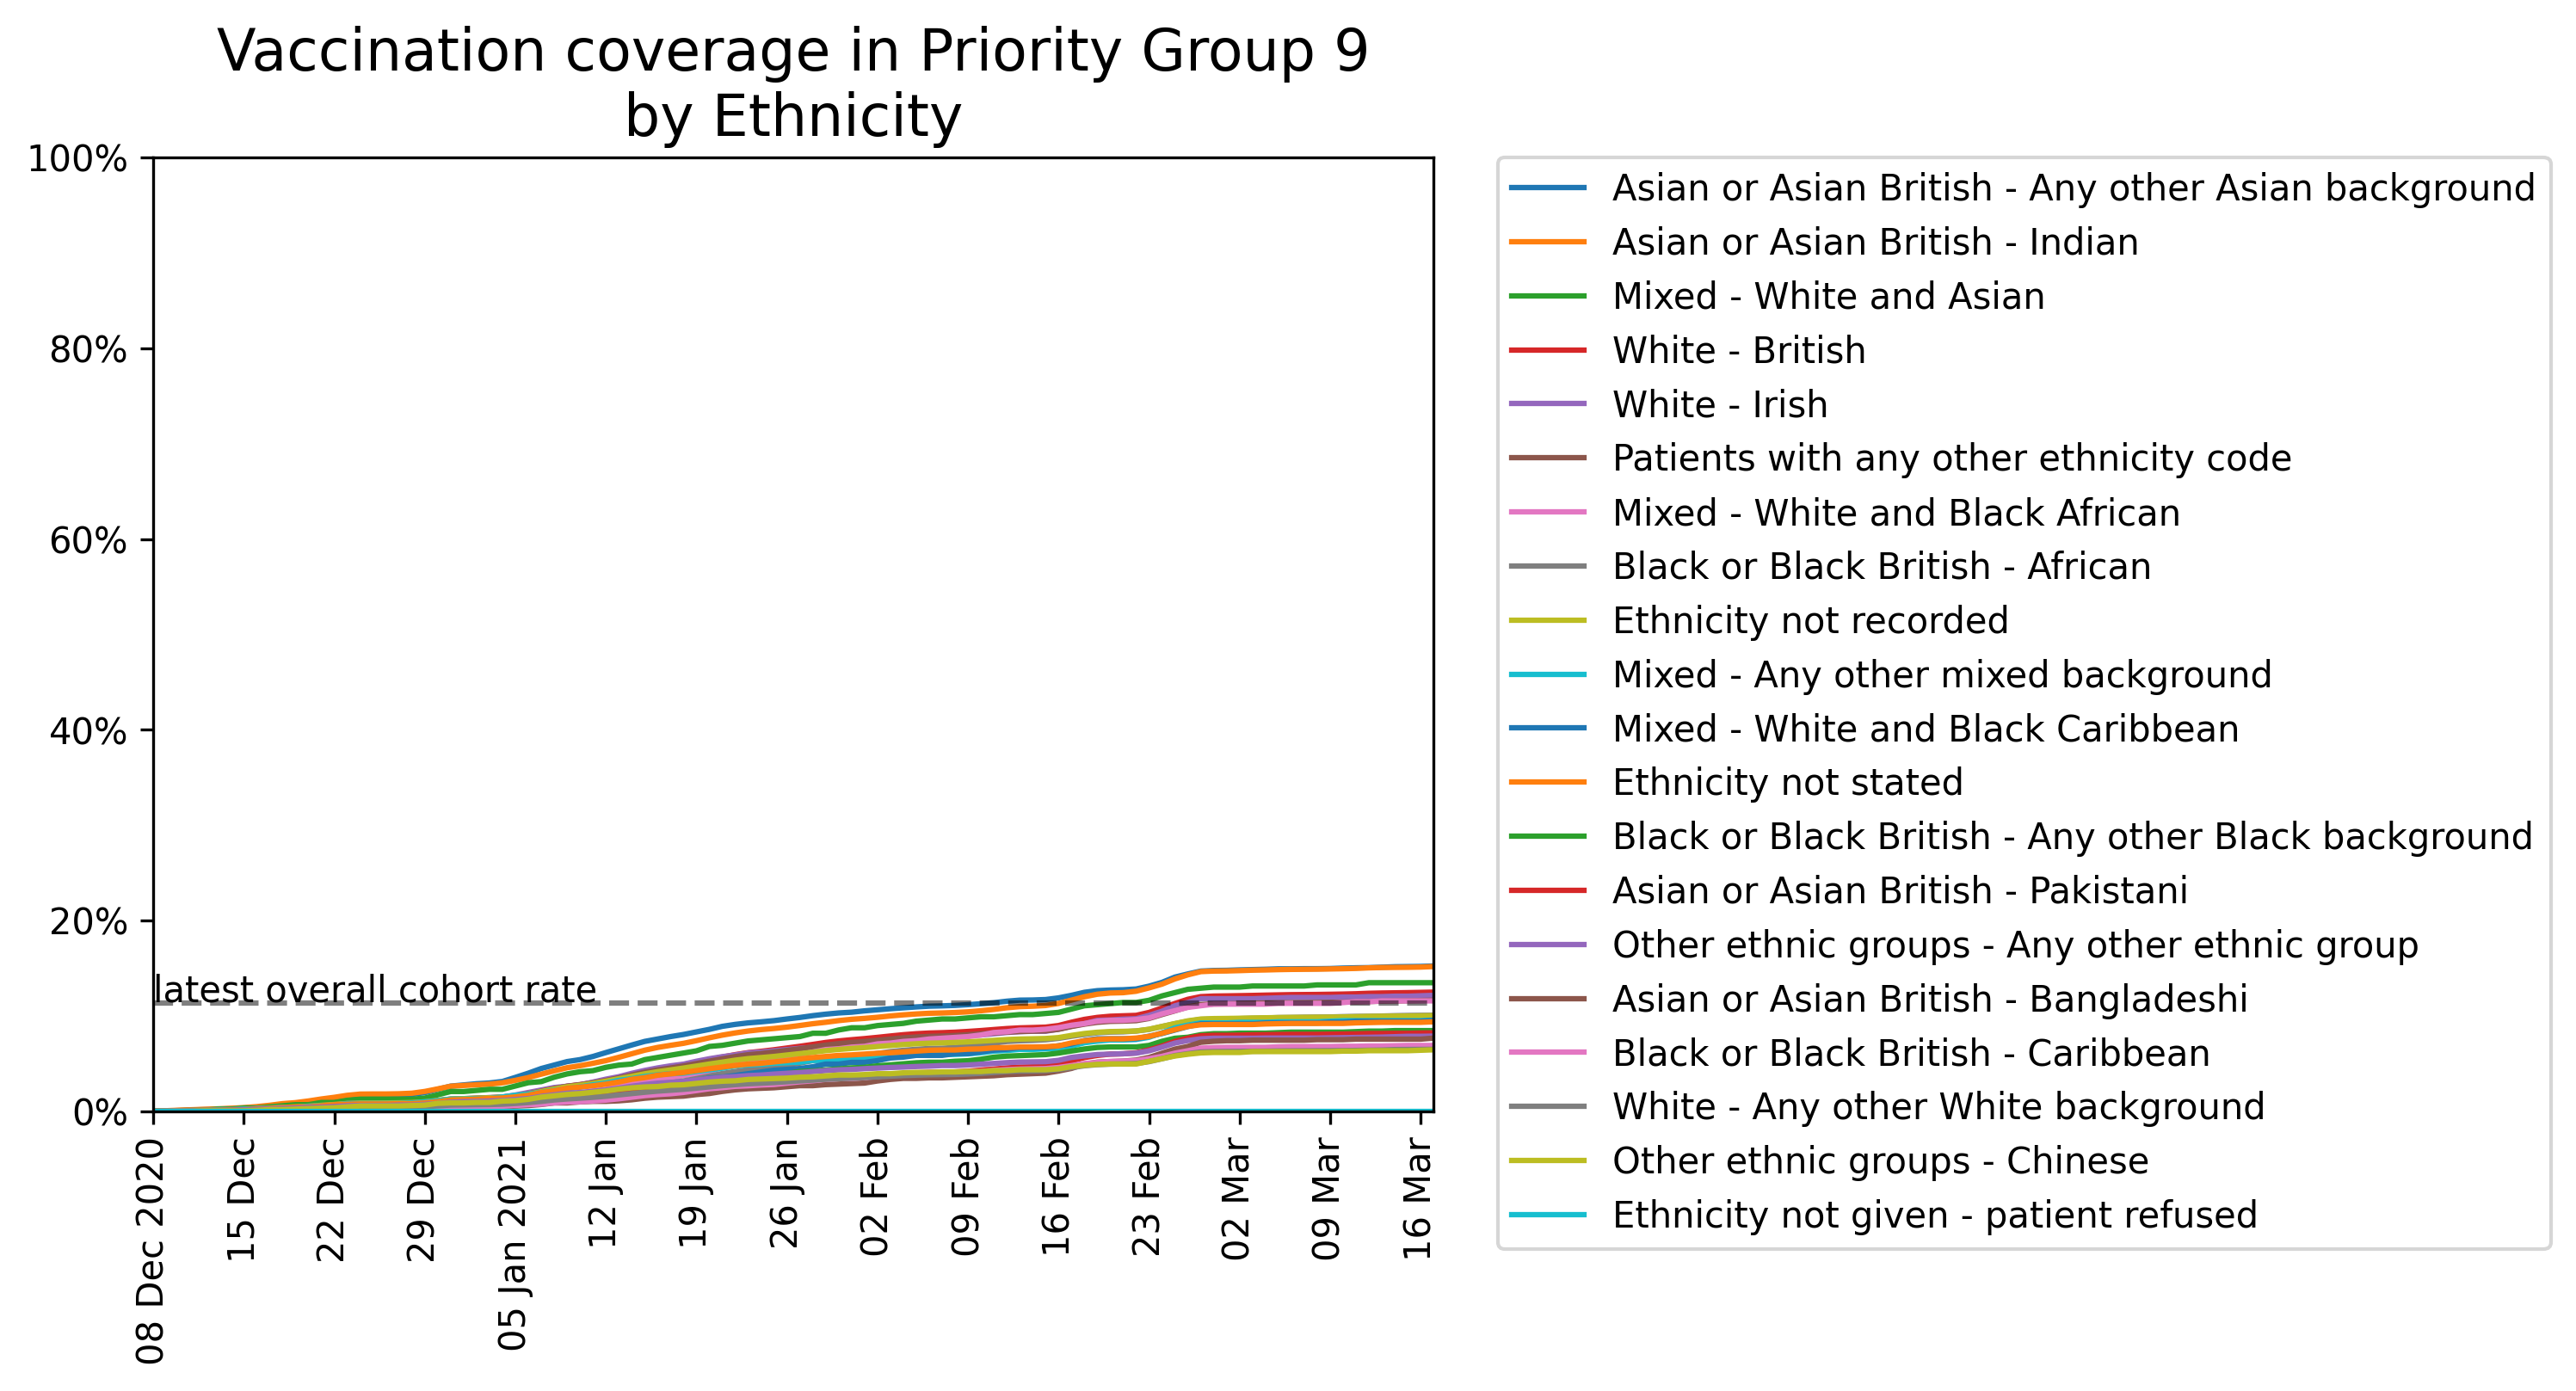 Vaccination coverage in Priority Group 9
by Ethnicity
100%
80%
60%
40%
20%
0%
latest overall cohort rate
08 Dec 2020
15 Dec
22 Dec
29 Dec
05 Jan 2021
12 Jan
19 Jan
26 Jan
02 Feb
09 Feb
16 Feb
23 Feb
02 Mar
09 Mar
16 Mar
Asian or Asian British - Any other Asian background
Asian or Asian British - Indian
Mixed - White and Asian
White - British
White - Irish
Patients with any other ethnicity code
Mixed - White and Black African
Black or Black British - African
Ethnicity not recorded
Mixed - Any other mixed background
Mixed - White and Black Caribbean
Ethnicity not stated
Black or Black British - Any other Black background
Asian or Asian British - Pakistani
Other ethnic groups - Any other ethnic group
Asian or Asian British - Bangladeshi
Black or Black British - Caribbean
White - Any other White background
Other ethnic groups - Chinese
Ethnicity not given - patient refused